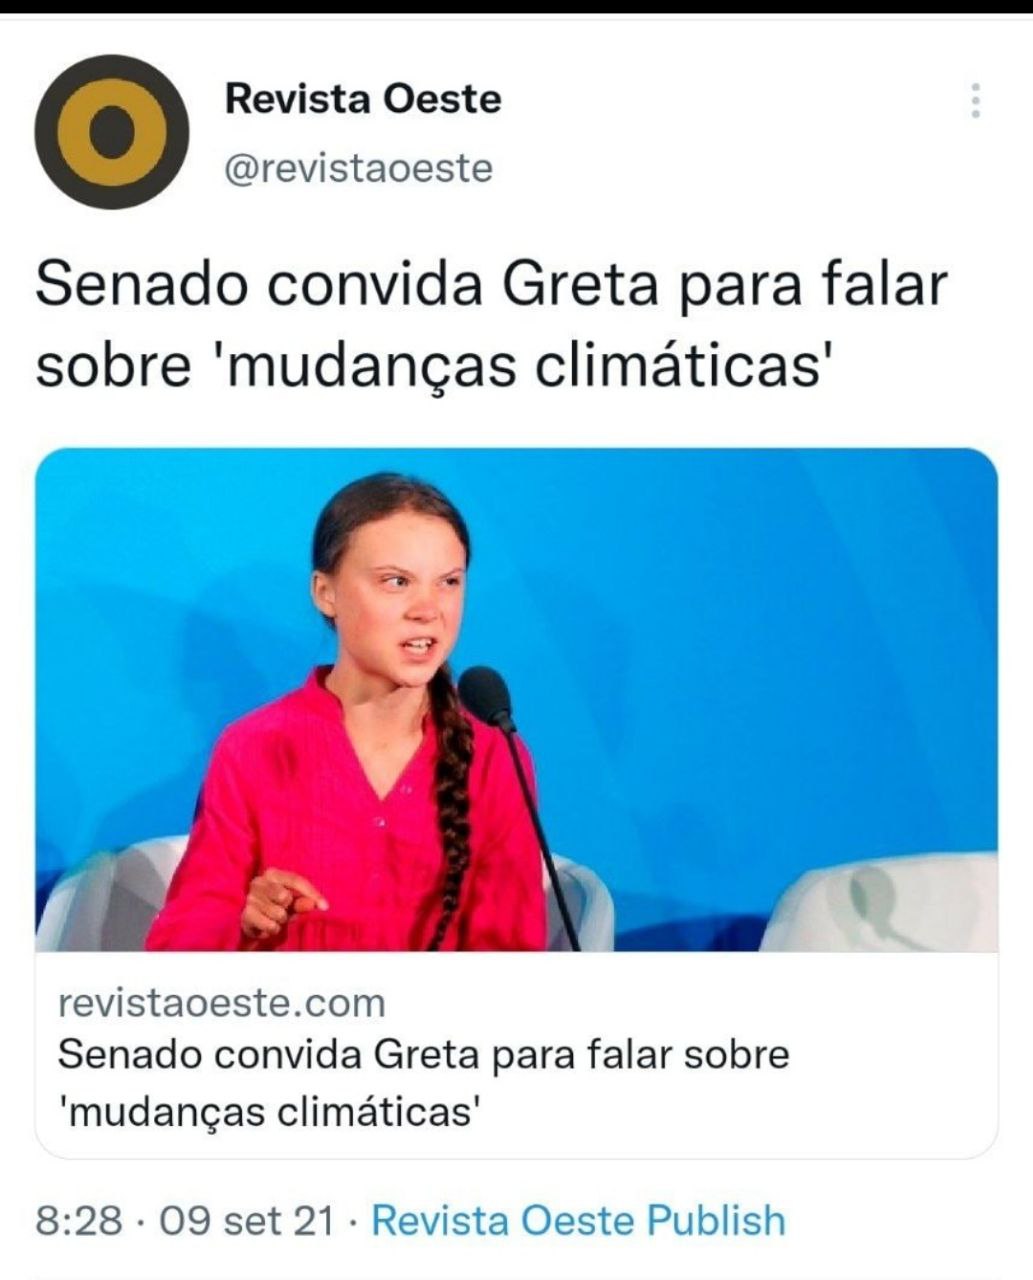 Revista Oeste
@revistaoeste
Senado convida Greta para falar
sobre 'mudanças climáticas'
revistaoeste.com
Senado convida Greta para falar sobre
'mudanças climáticas'
8:28 · 09 set 21 · Revista Oeste Publish